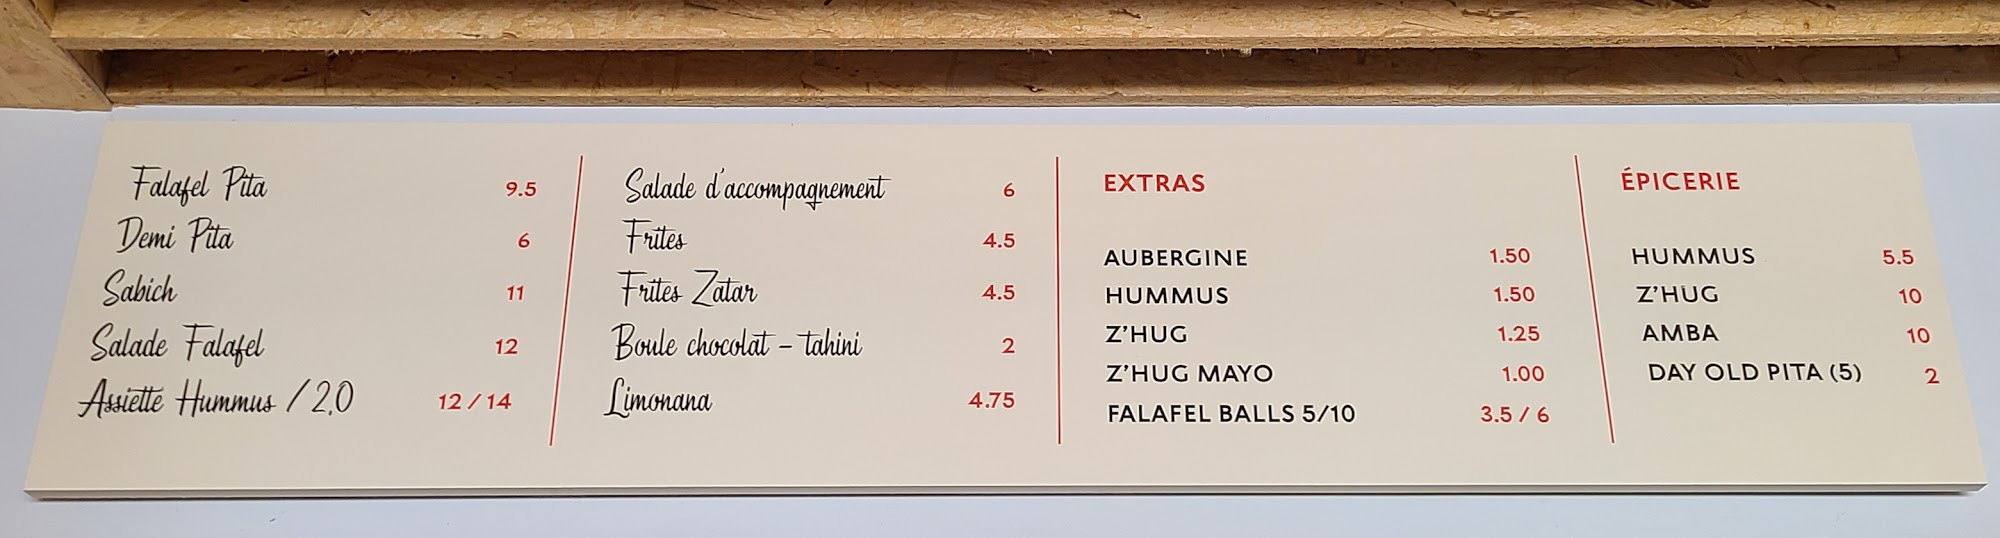 Falafel Pita 9.5
Demi Pita 6
Sabich 11
Salade Falafel 12
Assiette Hummus / 2.0 12 / 14
Salade d'accompagnement 6
Frites 4.5
Frites Zatar 4.5
Boule chocolat - tahini 2
Limonana 4.75
EXTRAS
AUBERGINE 1.50
HUMMUS 1.50
Z'HUG 1.25
Z'HUG MAYO 1.00
FALAFEL BALLS 5/10 3.5 / 6
ÉPICERIE
HUMMUS 5.5
Z'HUG 10
AMBA 10
DAY OLD PITA (5) 2